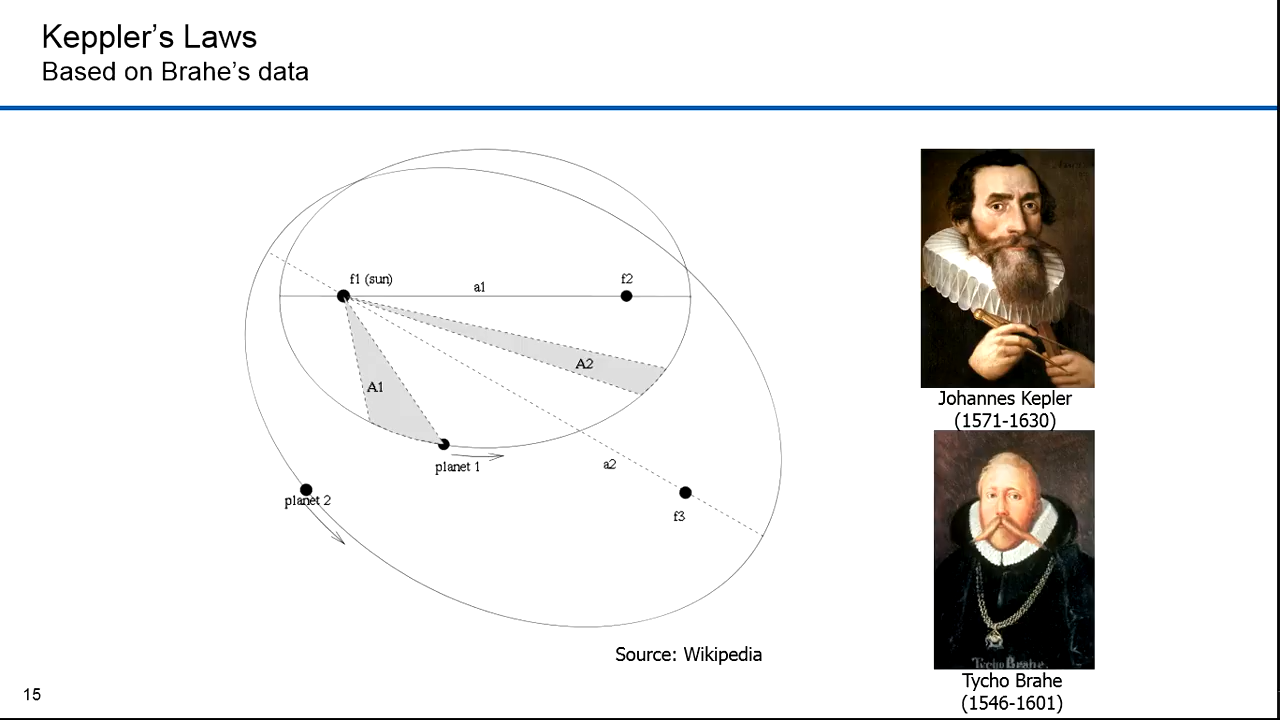 Keppler's Laws
Based on Brahe's data
f1 (sun)
a1
f2
A2
A1
planet 1
a2
planet 2
f3
Source: Wikipedia
Johannes Kepler
(1571-1630)
Tycho Brahe.
Tycho Brahe
(1546-1601)
15